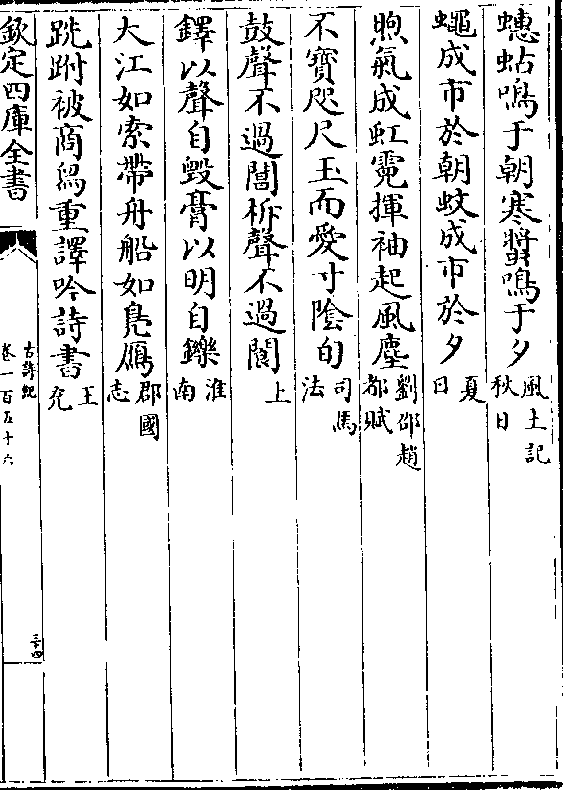 蟪蛄鳴于朝寒螿鳴于夕風土記秋日
蠅成市於朝蚊成市於夕夏日
煦氣成虹霓揮袖起風塵劉邵趙都賦
不寶咫尺玉而愛寸陰旬司馬法
鼓聲不過閶柝聲不過閬上
鐸以聲自毀膏以明自鑠淮南
大江如索帶舟船如鳧鴈郡國志
跣跗被商舄重譯吟詩書王充
欽定四庫全書
古詩紀
卷一百五十六
三十四